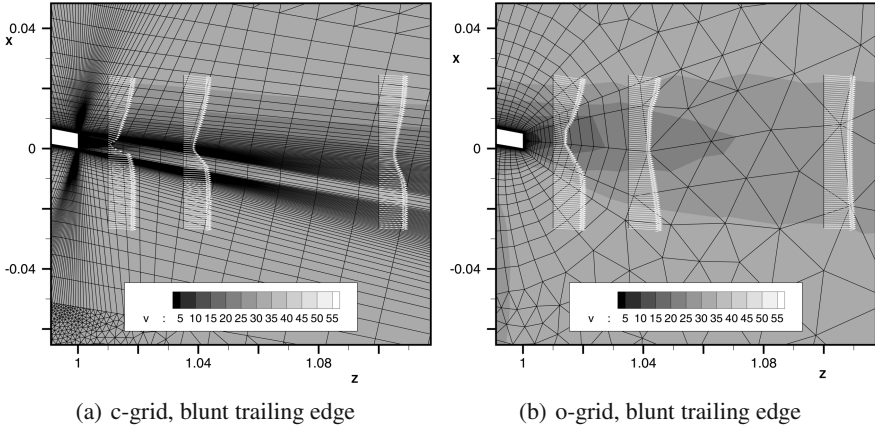 0.04
x
0
-0.04
v : 5 10 15 20 25 30 35 40 45 50 55
1 1.04 1.08
z
(a) c-grid, blunt trailing edge
0.04
x
0
-0.04
v : 5 10 15 20 25 30 35 40 45 50 55
1 1.04 1.08
z
(b) o-grid, blunt trailing edge